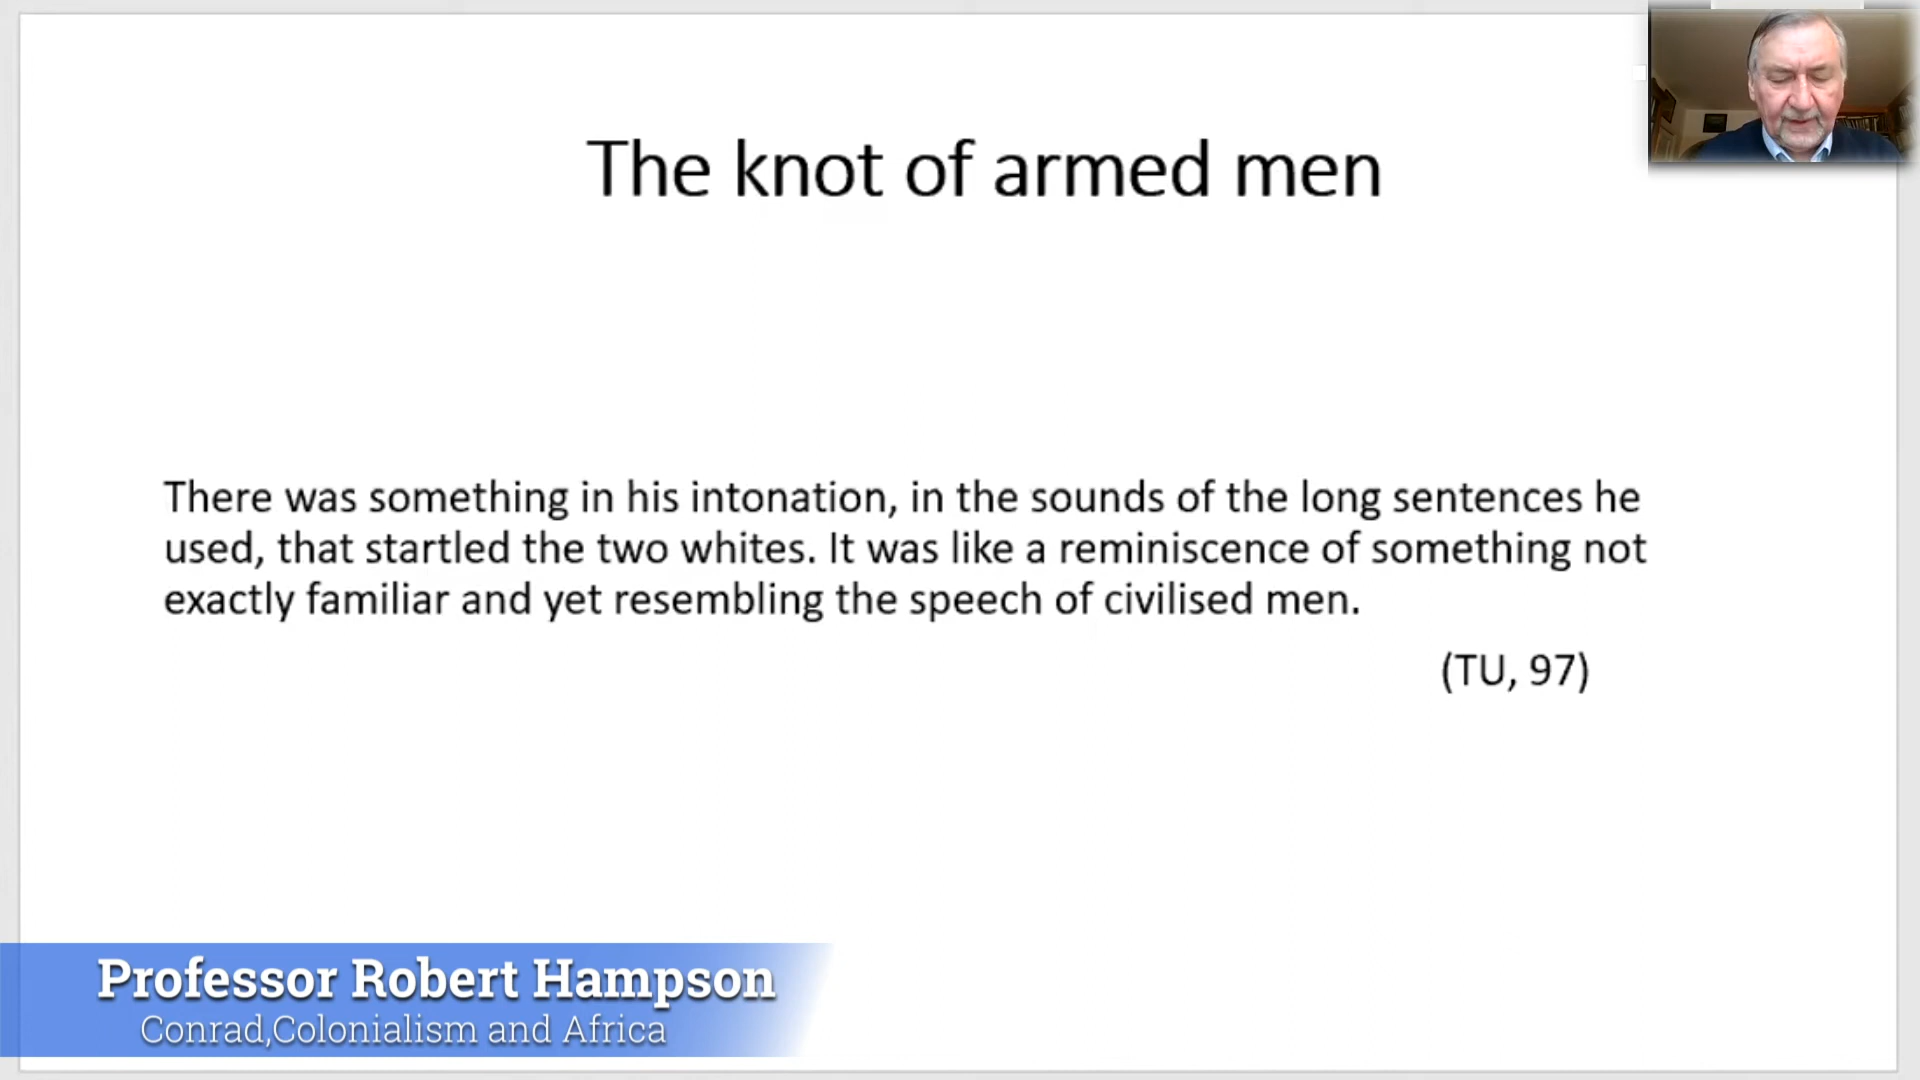 The knot of armed men
There was something in his intonation, in the sounds of the long sentences he
used, that startled the two whites. It was like a reminiscence of something not
exactly familiar and yet resembling the speech of civilised men.
(TU, 97)
Professor Robert Hampson
Conrad,Colonialism and Africa